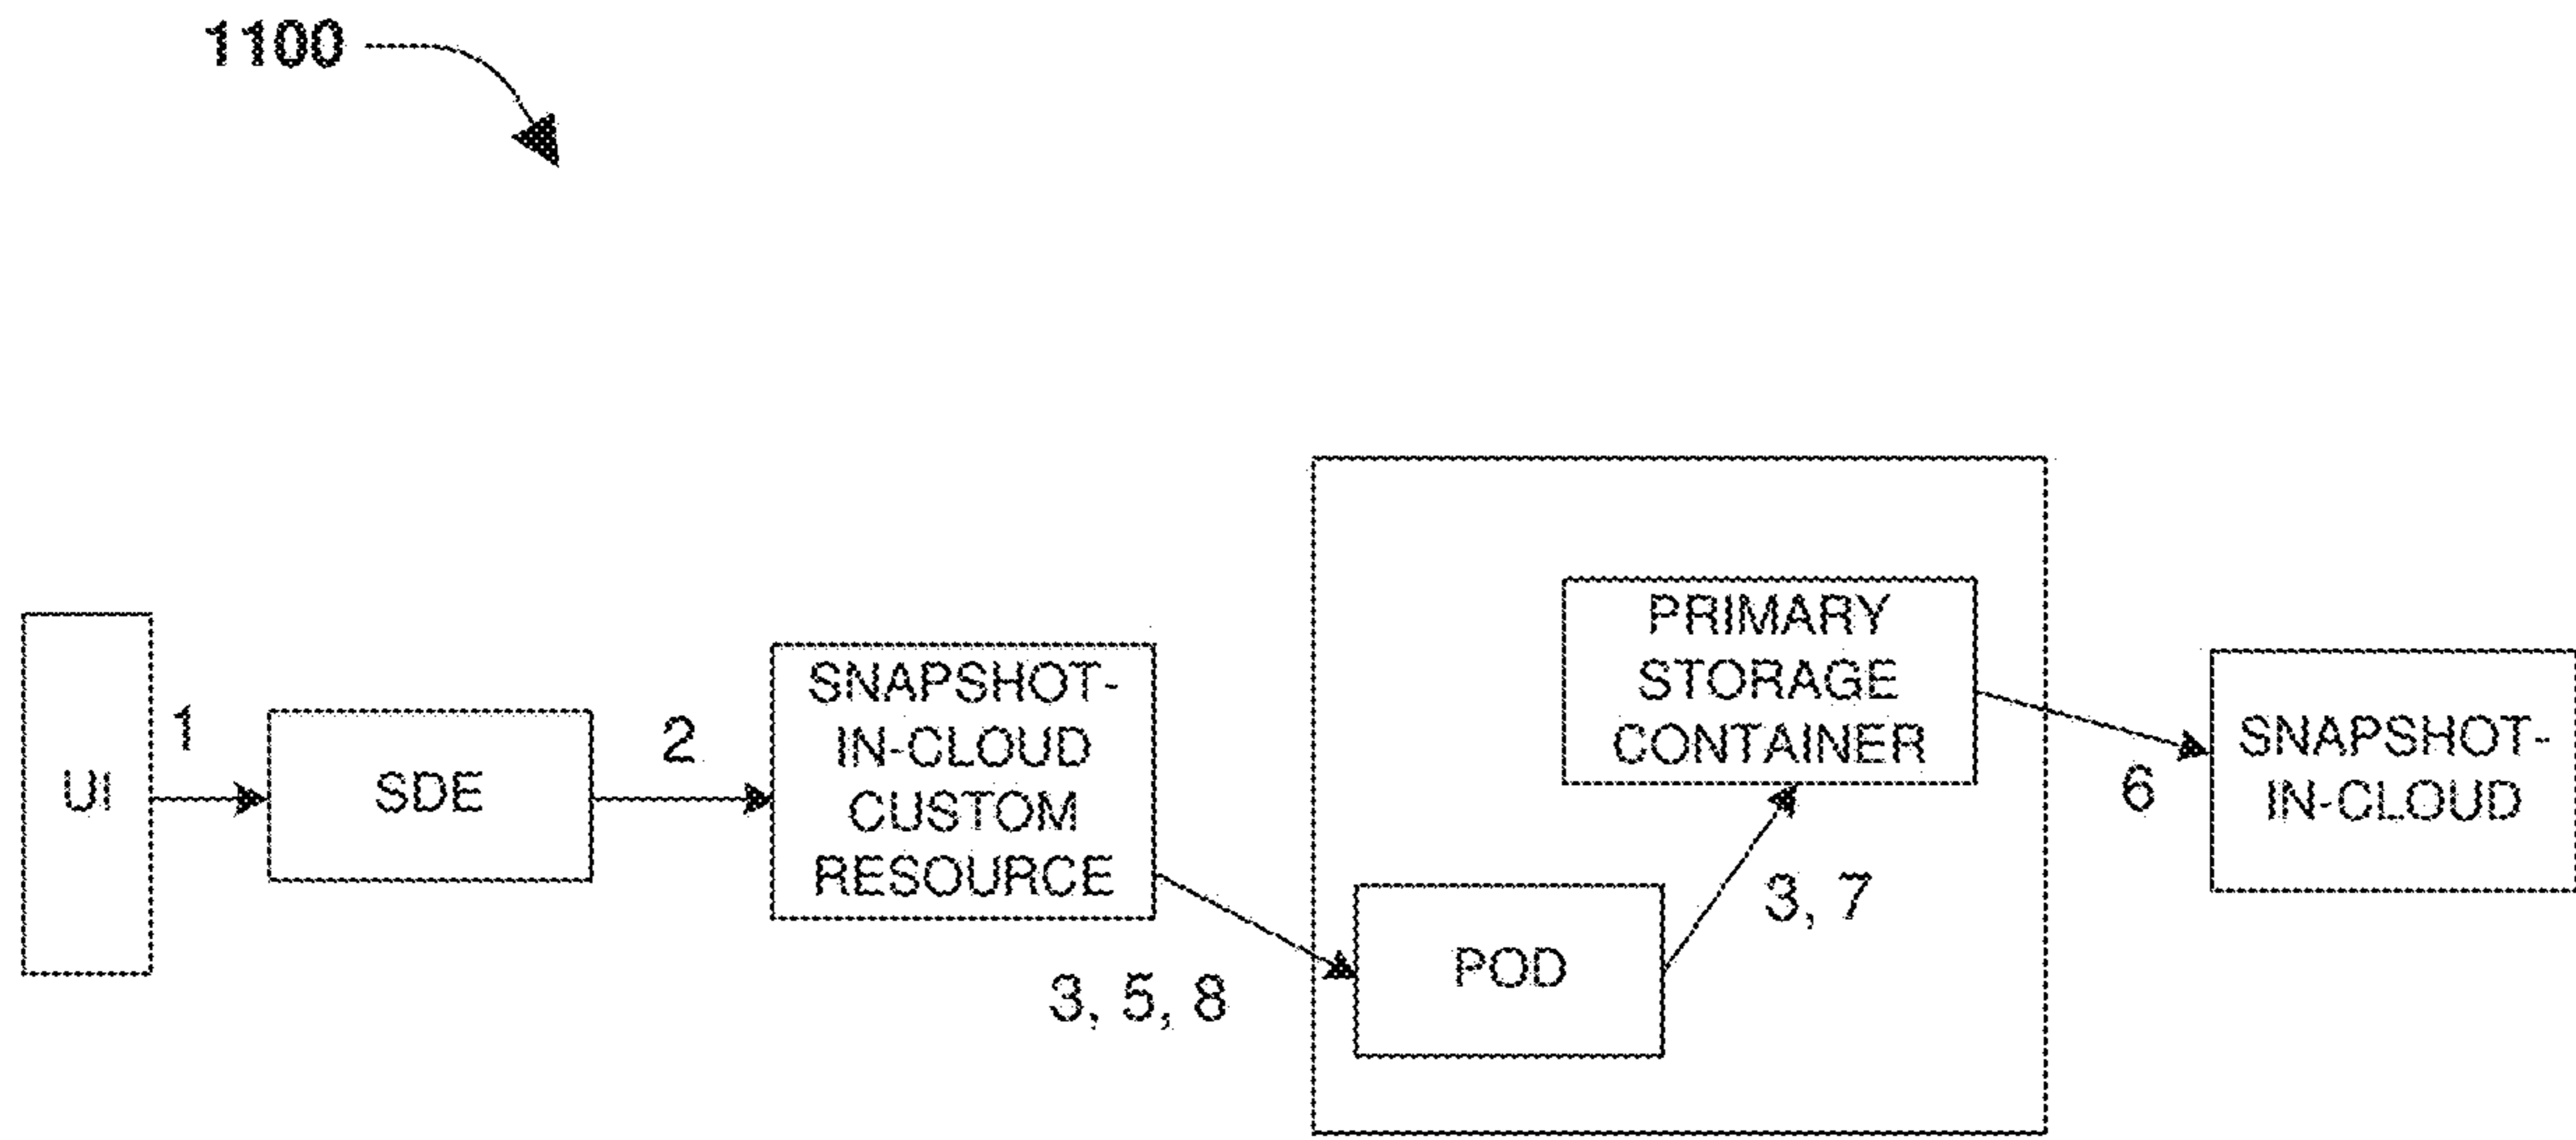 1100
UI
1
SDE
2
SNAPSHOT-
IN-CLOUD
CUSTOM
RESOURCE
3, 5, 8
POD
3, 7
PRIMARY
STORAGE
CONTAINER
6
SNAPSHOT-
IN-CLOUD